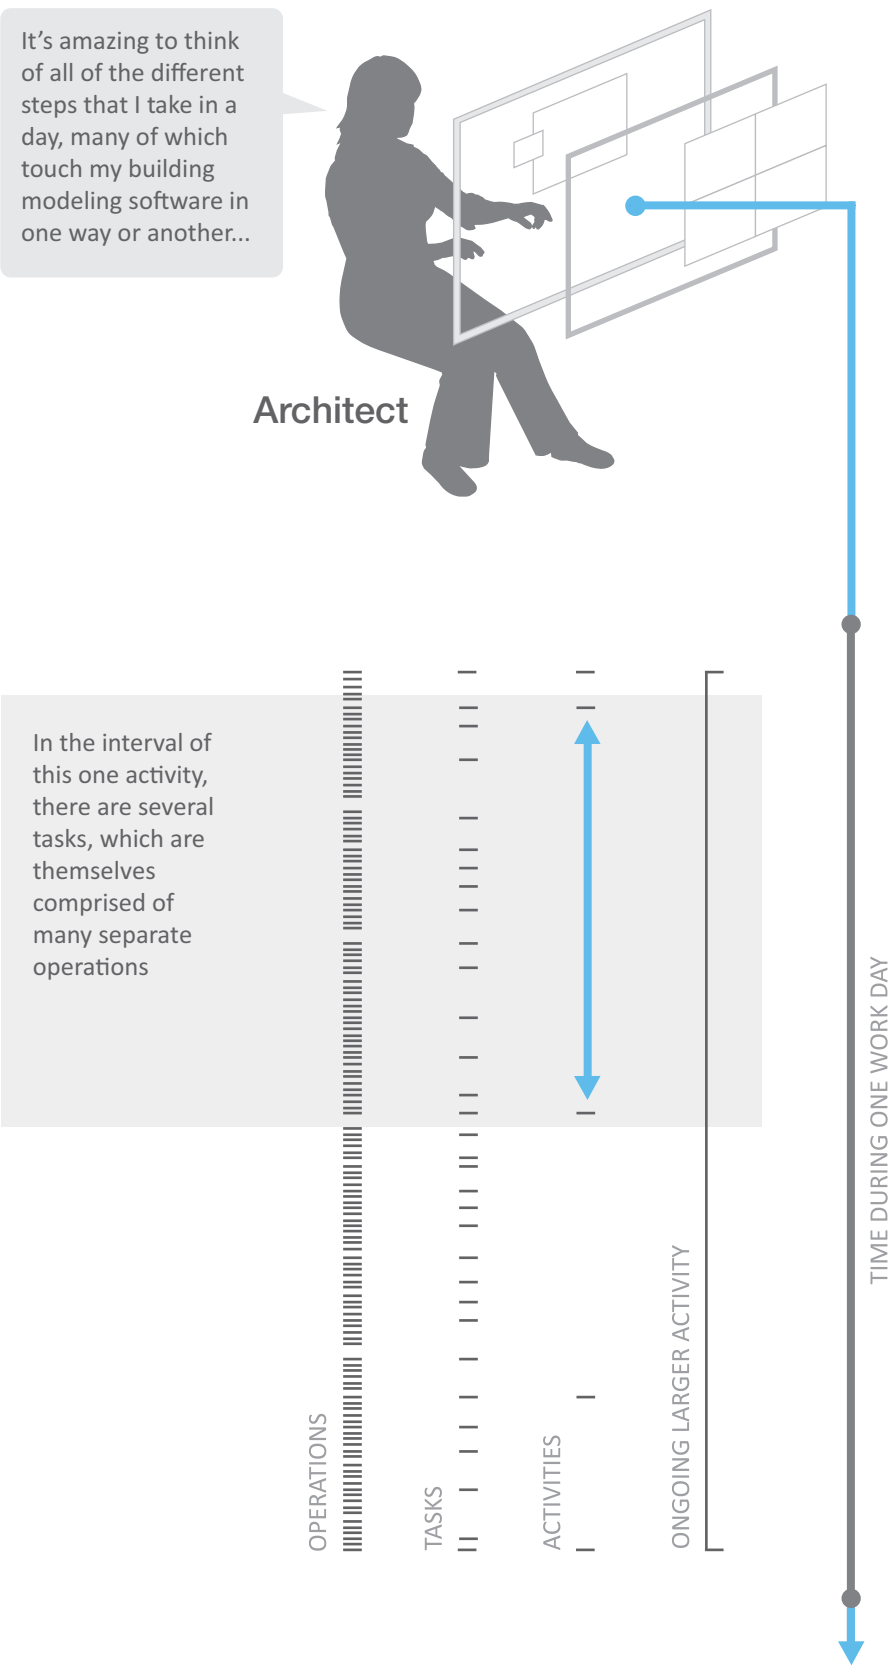 It's amazing to think
of all of the different
steps that I take in a
day, many of which
touch my building
modeling software in
one way or another...
Architect
In the interval of
this one activity,
there are several
tasks, which are
themselves
comprised of
many separate
operations
OPERATIONS
TASKS
ACTIVITIES
ONGOING LARGER ACTIVITY
TIME DURING ONE WORK DAY